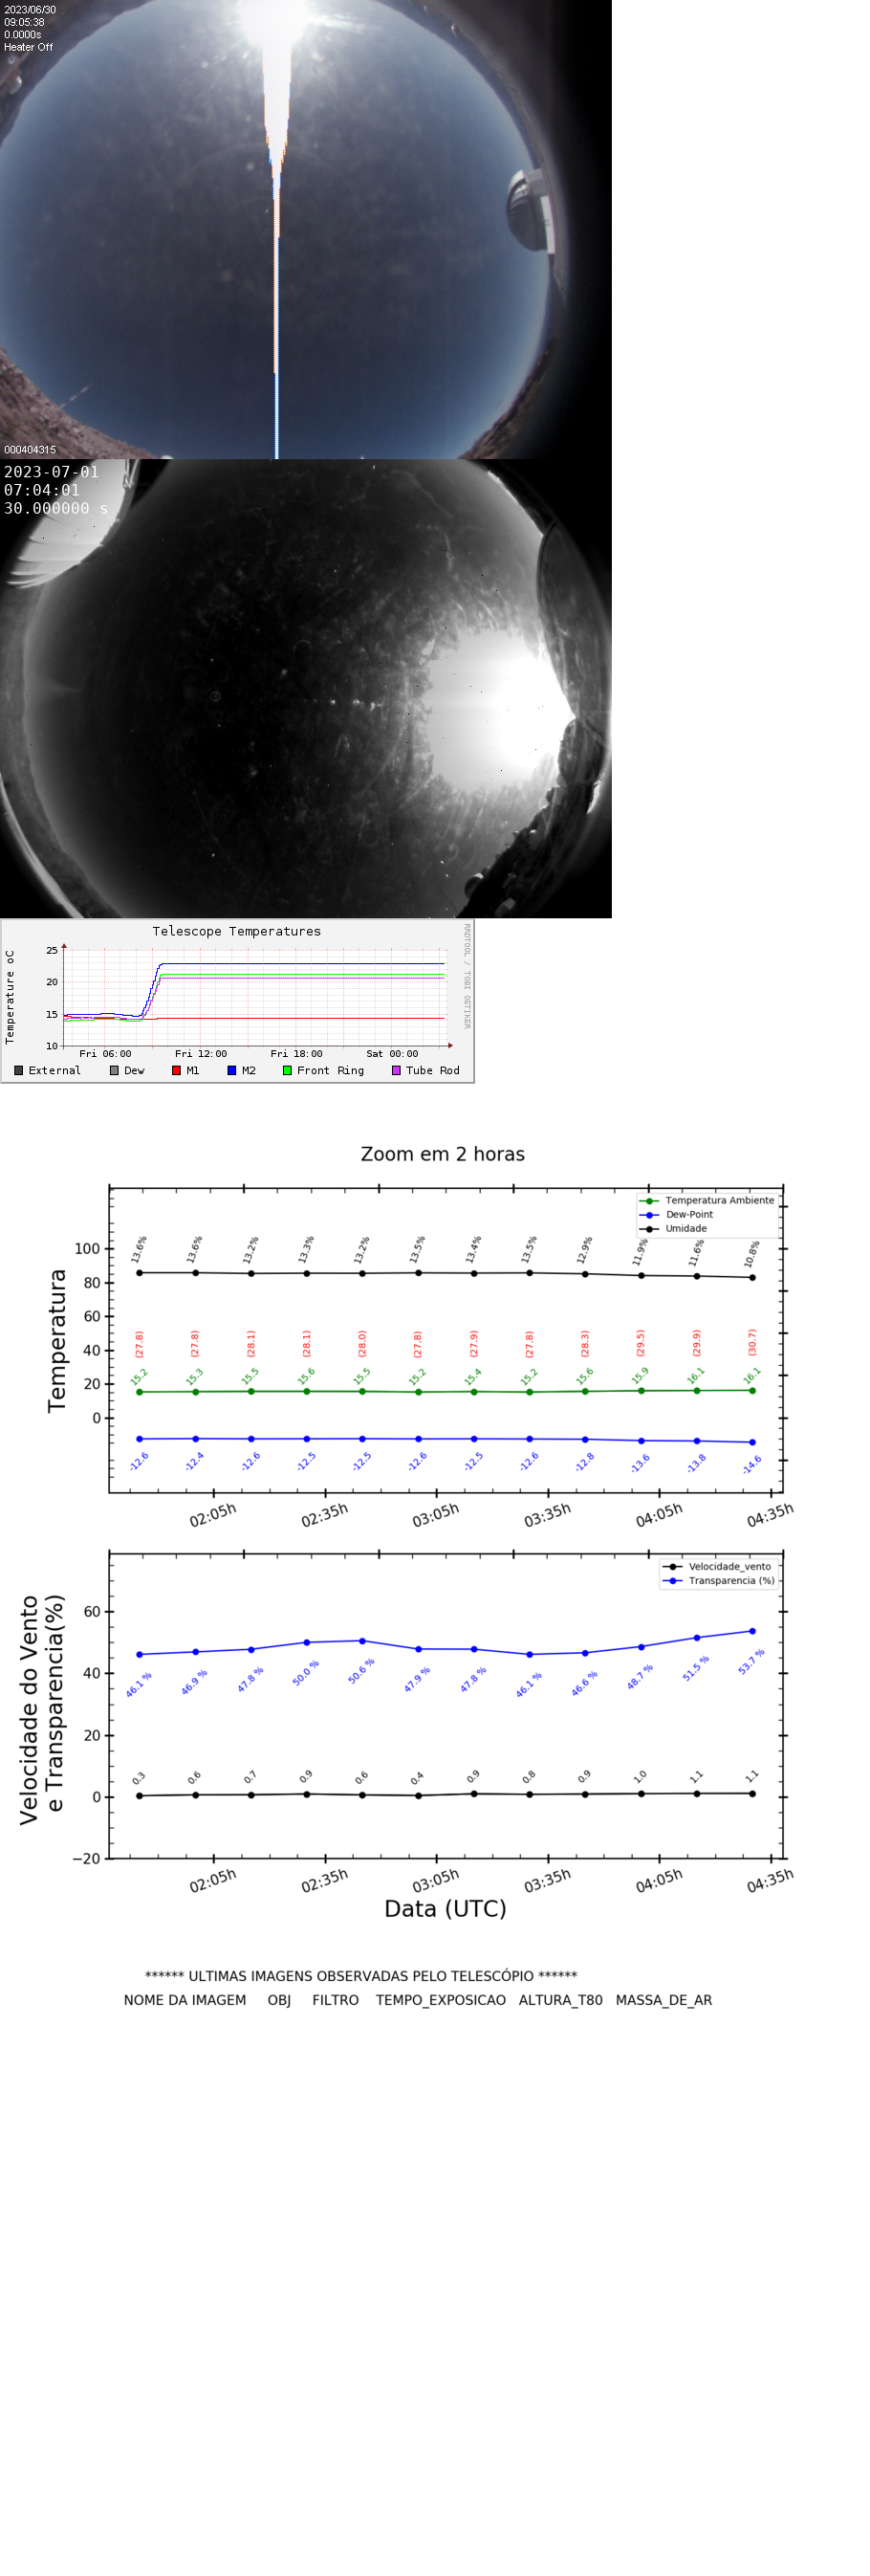 2023/06/30
09:05:38
0.0000s
Heater Off
000404315
2023-07-01
07:04:01
30.000000 s
Telescope Temperatures
RRDTOOL / TOBI OETIKER
Temperature oC
25
20
15
10
Fri 06:00 Fri 12:00 Fri 18:00 Sat 00:00
External Dew M1 M2 Front Ring Tube Rod
Zoom em 2 horas
Temperatura Ambiente
Dew-Point
Umidade
Temperatura
100
80
60
40
20
0
13.6% 13.6% 13.2% 13.3% 13.2% 13.5% 13.4% 13.5% 12.9% 11.9% 11.6% 10.8%
(27.8) (27.8) (28.1) (28.1) (28.0) (27.8) (27.9) (27.8) (28.3) (29.5) (29.9) (30.7)
15.2 15.3 15.5 15.6 15.5 15.2 15.4 15.2 15.6 15.9 16.1 16.1
-12.6 -12.4 -12.6 -12.5 -12.5 -12.6 -12.5 -12.6 -12.8 -13.6 -13.8 -14.6
02:05h 02:35h 03:05h 03:35h 04:05h 04:35h
Velocidade_vento
Transparencia (%)
Velocidade do Vento
e Transparencia(%)
60
40
20
0
−20
46.1 % 46.9 % 47.8 % 50.0 % 50.6 % 47.9 % 47.8 % 46.1 % 46.6 % 48.7 % 51.5 % 53.7 %
0.3 0.6 0.7 0.9 0.6 0.4 0.9 0.8 0.9 1.0 1.1 1.1
02:05h 02:35h 03:05h 03:35h 04:05h 04:35h
Data (UTC)
****** ULTIMAS IMAGENS OBSERVADAS PELO TELESCÓPIO ******
NOME DA IMAGEM OBJ FILTRO TEMPO_EXPOSICAO ALTURA_T80 MASSA_DE_AR